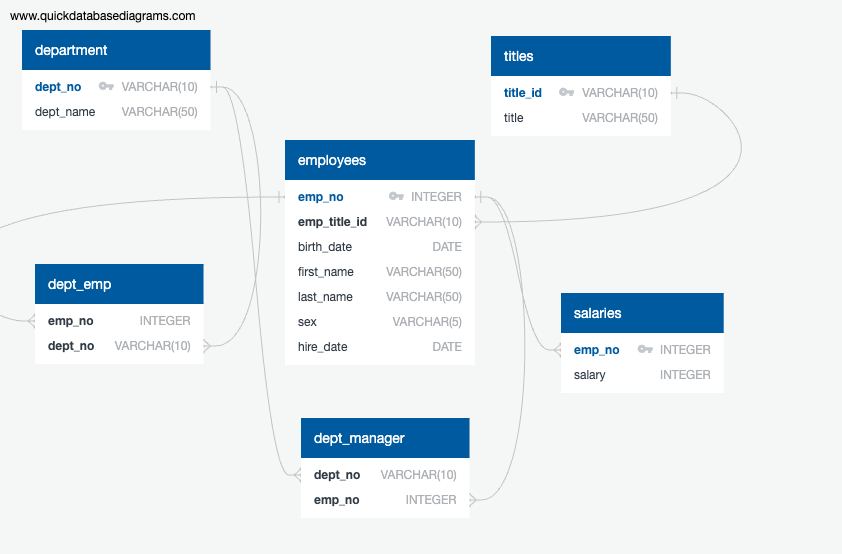 www.quickdatabasediagrams.com
department
dept_no VARCHAR(10)
dept_name VARCHAR(50)
titles
title_id VARCHAR(10)
title VARCHAR(50)
employees
emp_no INTEGER
emp_title_id VARCHAR(10)
birth_date DATE
first_name VARCHAR(50)
last_name VARCHAR(50)
sex VARCHAR(5)
hire_date DATE
dept_emp
emp_no INTEGER
dept_no VARCHAR(10)
salaries
emp_no INTEGER
salary INTEGER
dept_manager
dept_no VARCHAR(10)
emp_no INTEGER